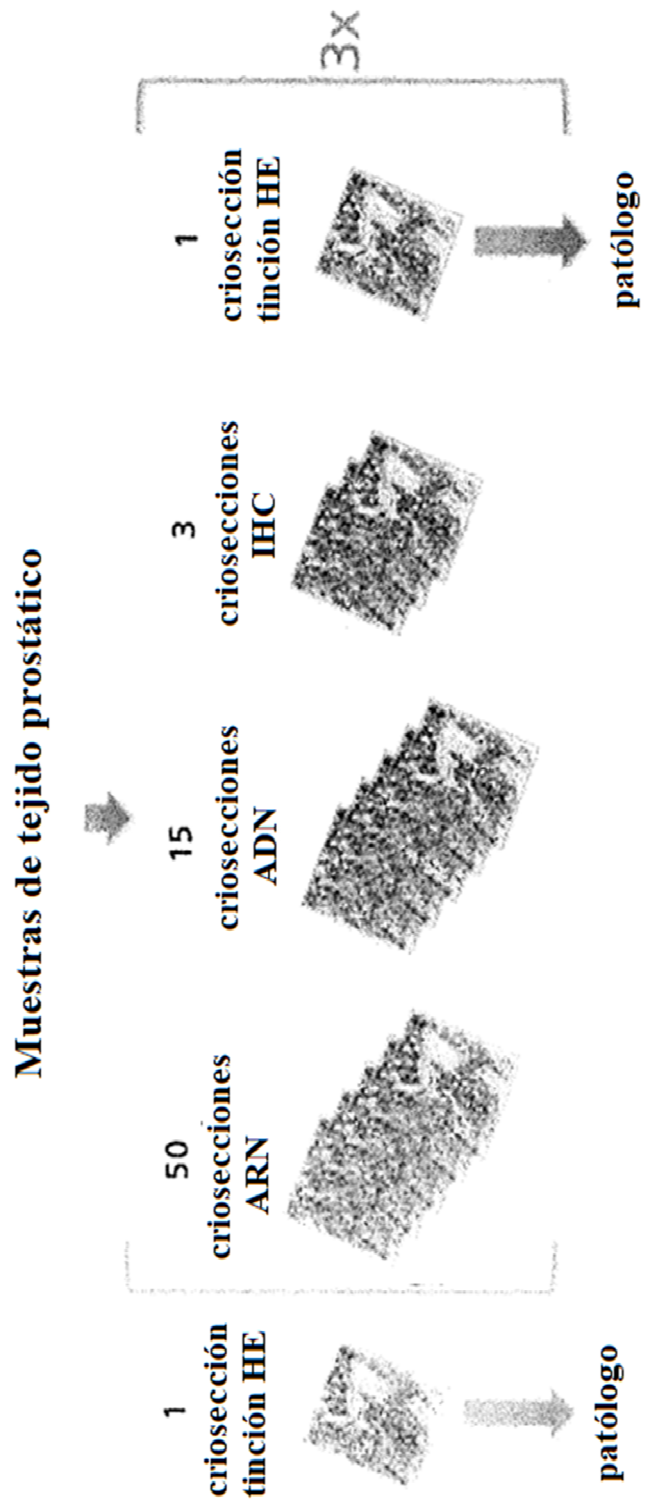 Muestras de tejido prostático
1
criosección
tinción HE
patólogo
50
criosecciones
ARN
15
criosecciones
ADN
3
criosecciones
IHC
1
criosección
tinción HE
patólogo
3x